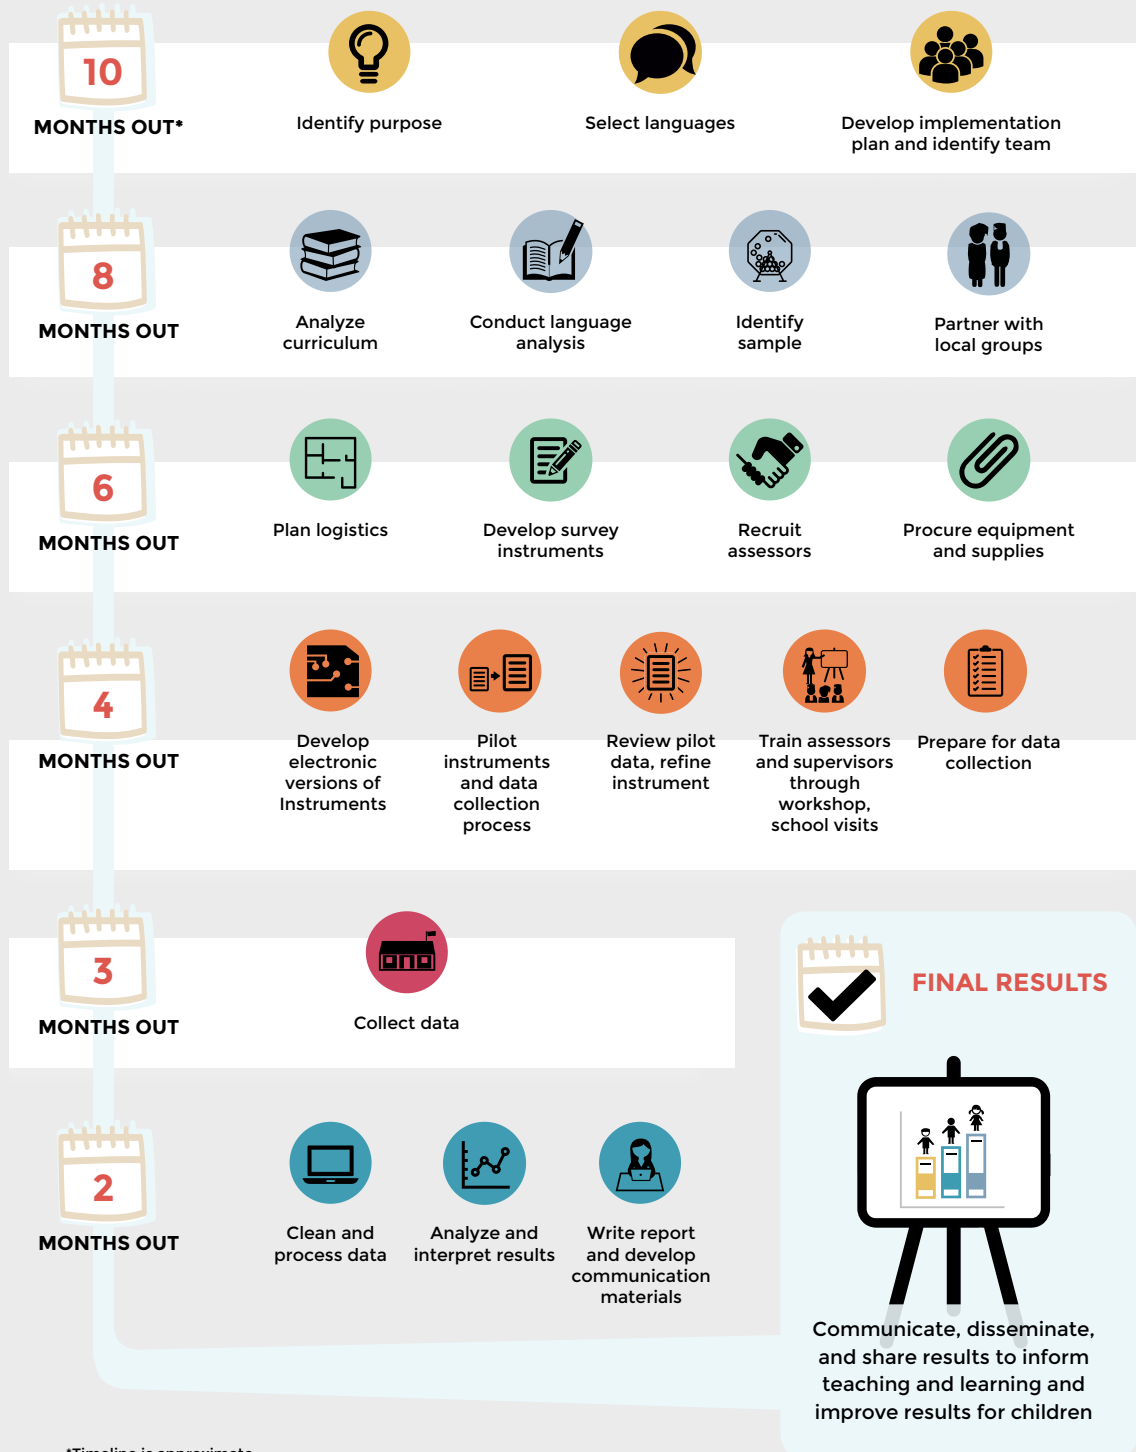 10
MONTHS OUT*
Identify purpose
Select languages
Develop implementation
plan and identify team
8
MONTHS OUT
Analyze
curriculum
Conduct language
analysis
Identify
sample
Partner with
local groups
6
MONTHS OUT
Plan logistics
Develop survey
instruments
Recruit
assessors
Procure equipment
and supplies
4
MONTHS OUT
Develop
electronic
versions of
Instruments
Pilot
instruments
and data
collection
process
Review pilot
data, refine
instrument
Train assessors
and supervisors
through
workshop,
school visits
Prepare for data
collection
3
MONTHS OUT
Collect data
2
MONTHS OUT
Clean and
process data
Analyze and
interpret results
Write report
and develop
communication
materials
FINAL RESULTS
Communicate, disseminate,
and share results to inform
teaching and learning and
improve results for children
*Timeline is approximate